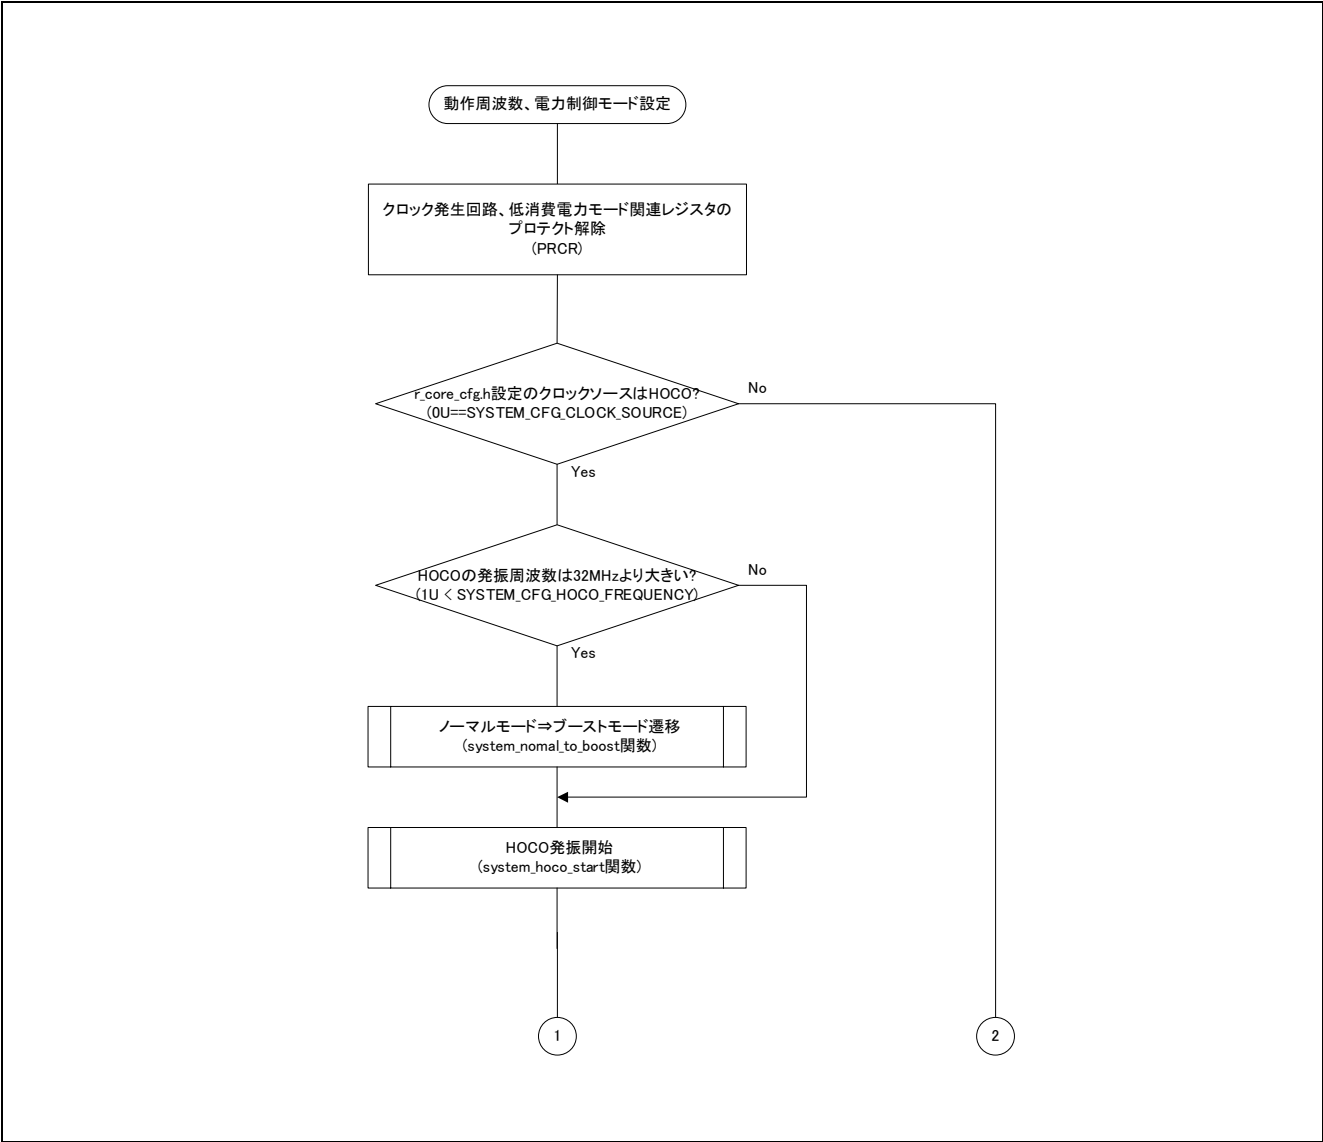 動作周波数、電力制御モード設定
クロック発生回路、低消費電力モード関連レジスタの
プロテクト解除
(PRCR)
r_core_cfg.h設定のクロックソースはHOCO?
(0U==SYSTEM_CFG_CLOCK_SOURCE)
No
Yes
HOCOの発振周波数は32MHzより大きい?
(1U < SYSTEM_CFG_HOCO_FREQUENCY)
No
Yes
ノーマルモード⇒ブーストモード遷移
(system_nomal_to_boost関数)
HOCO発振開始
(system_hoco_start関数)
1
2